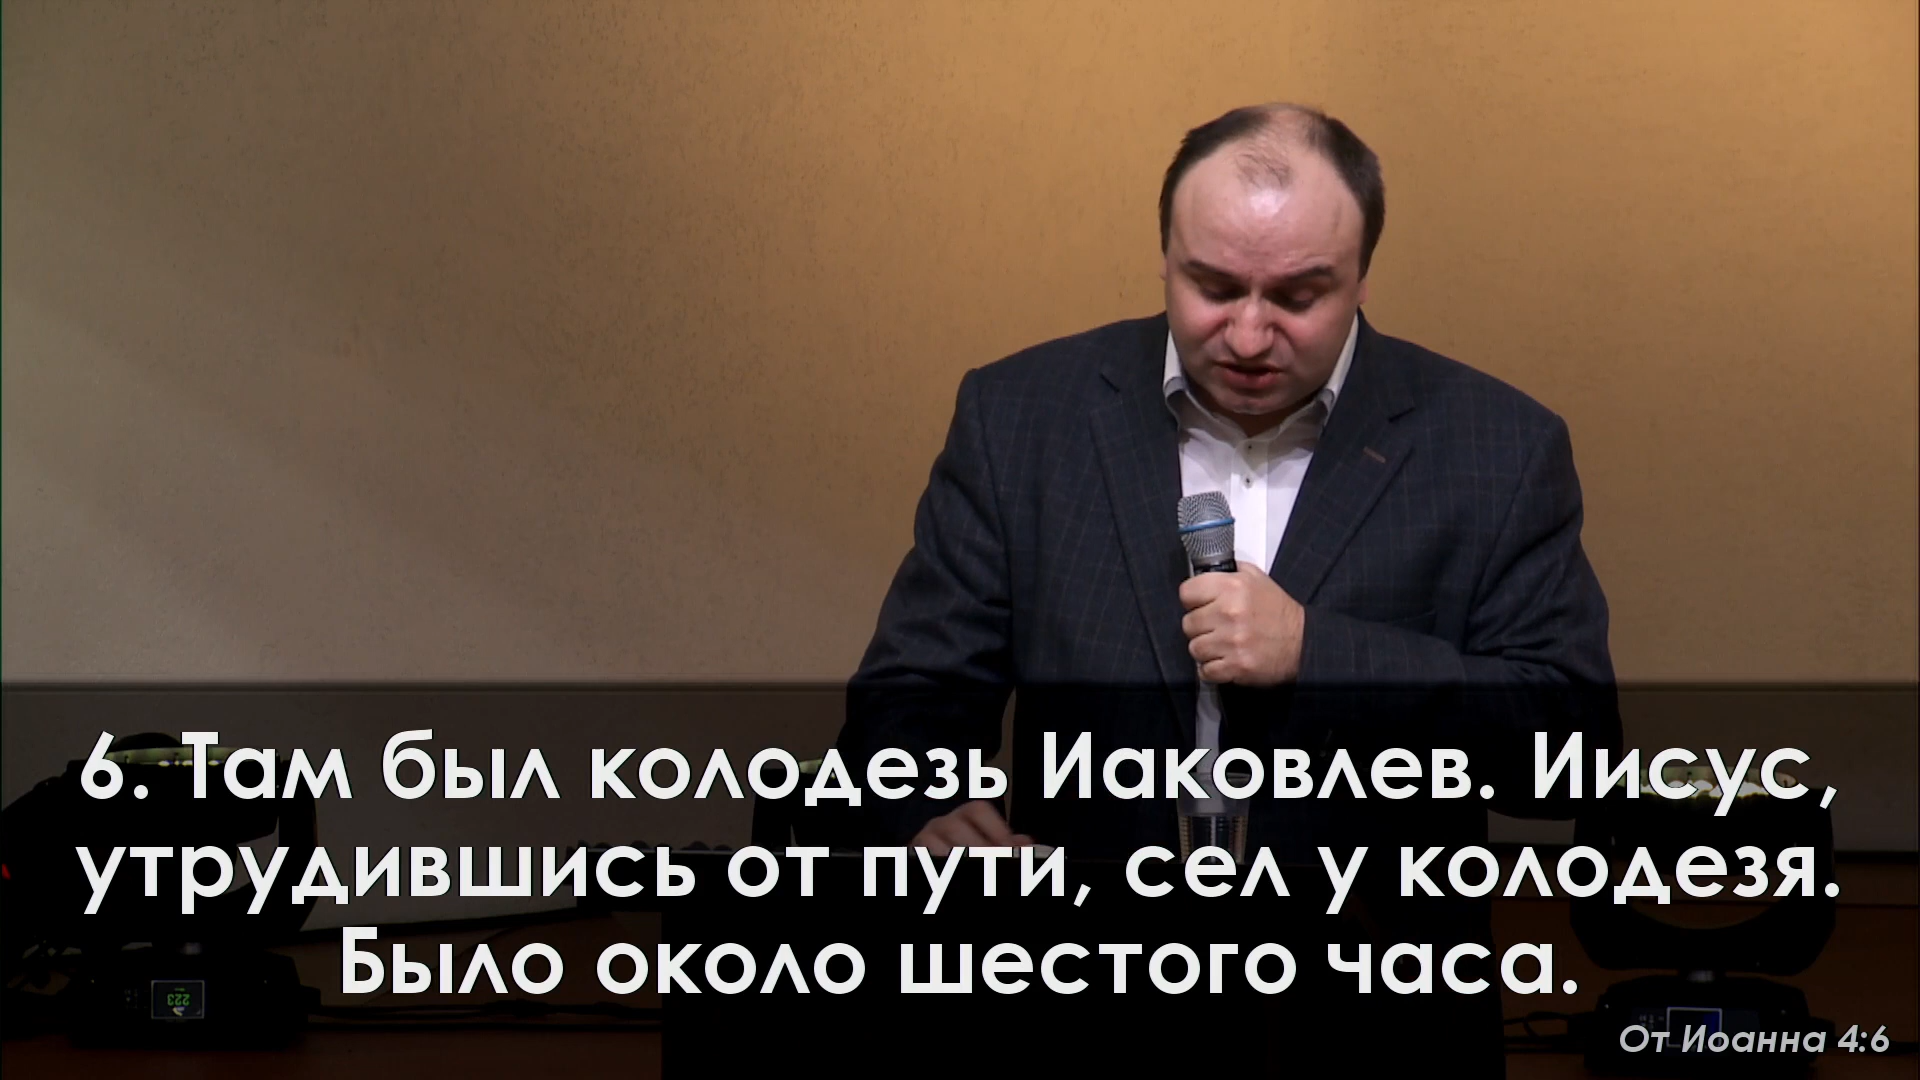 6. Там был колодезь Иаковлев. Иисус,
утрудившись от пути, сел у колодезя.
Было около шестого часа.
От Иоанна 4:6
223